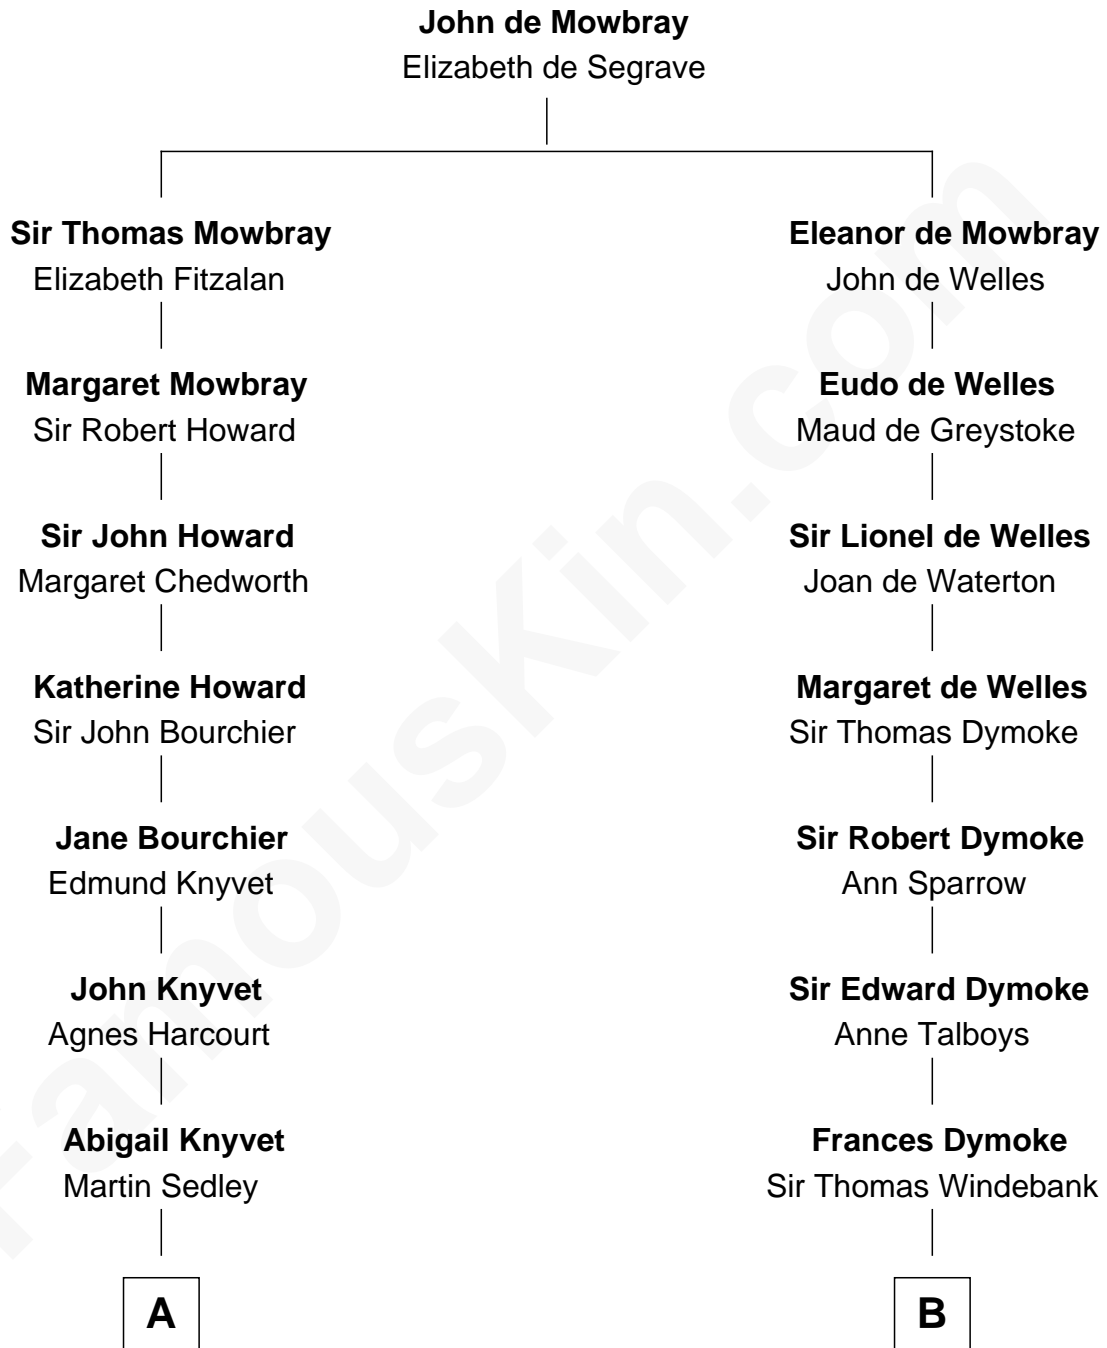 John de Mowbray
Elizabeth de Segrave
Sir Thomas Mowbray
Elizabeth Fitzalan
Margaret Mowbray
Sir Robert Howard
Sir John Howard
Margaret Chedworth
Katherine Howard
Sir John Bourchier
Jane Bourchier
Edmund Knyvet
John Knyvet
Agnes Harcourt
Abigail Knyvet
Martin Sedley
A
Eleanor de Mowbray
John de Welles
Eudo de Welles
Maud de Greystoke
Sir Lionel de Welles
Joan de Waterton
Margaret de Welles
Sir Thomas Dymoke
Sir Robert Dymoke
Ann Sparrow
Sir Edward Dymoke
Anne Talboys
Frances Dymoke
Sir Thomas Windebank
B
FamousKin.com